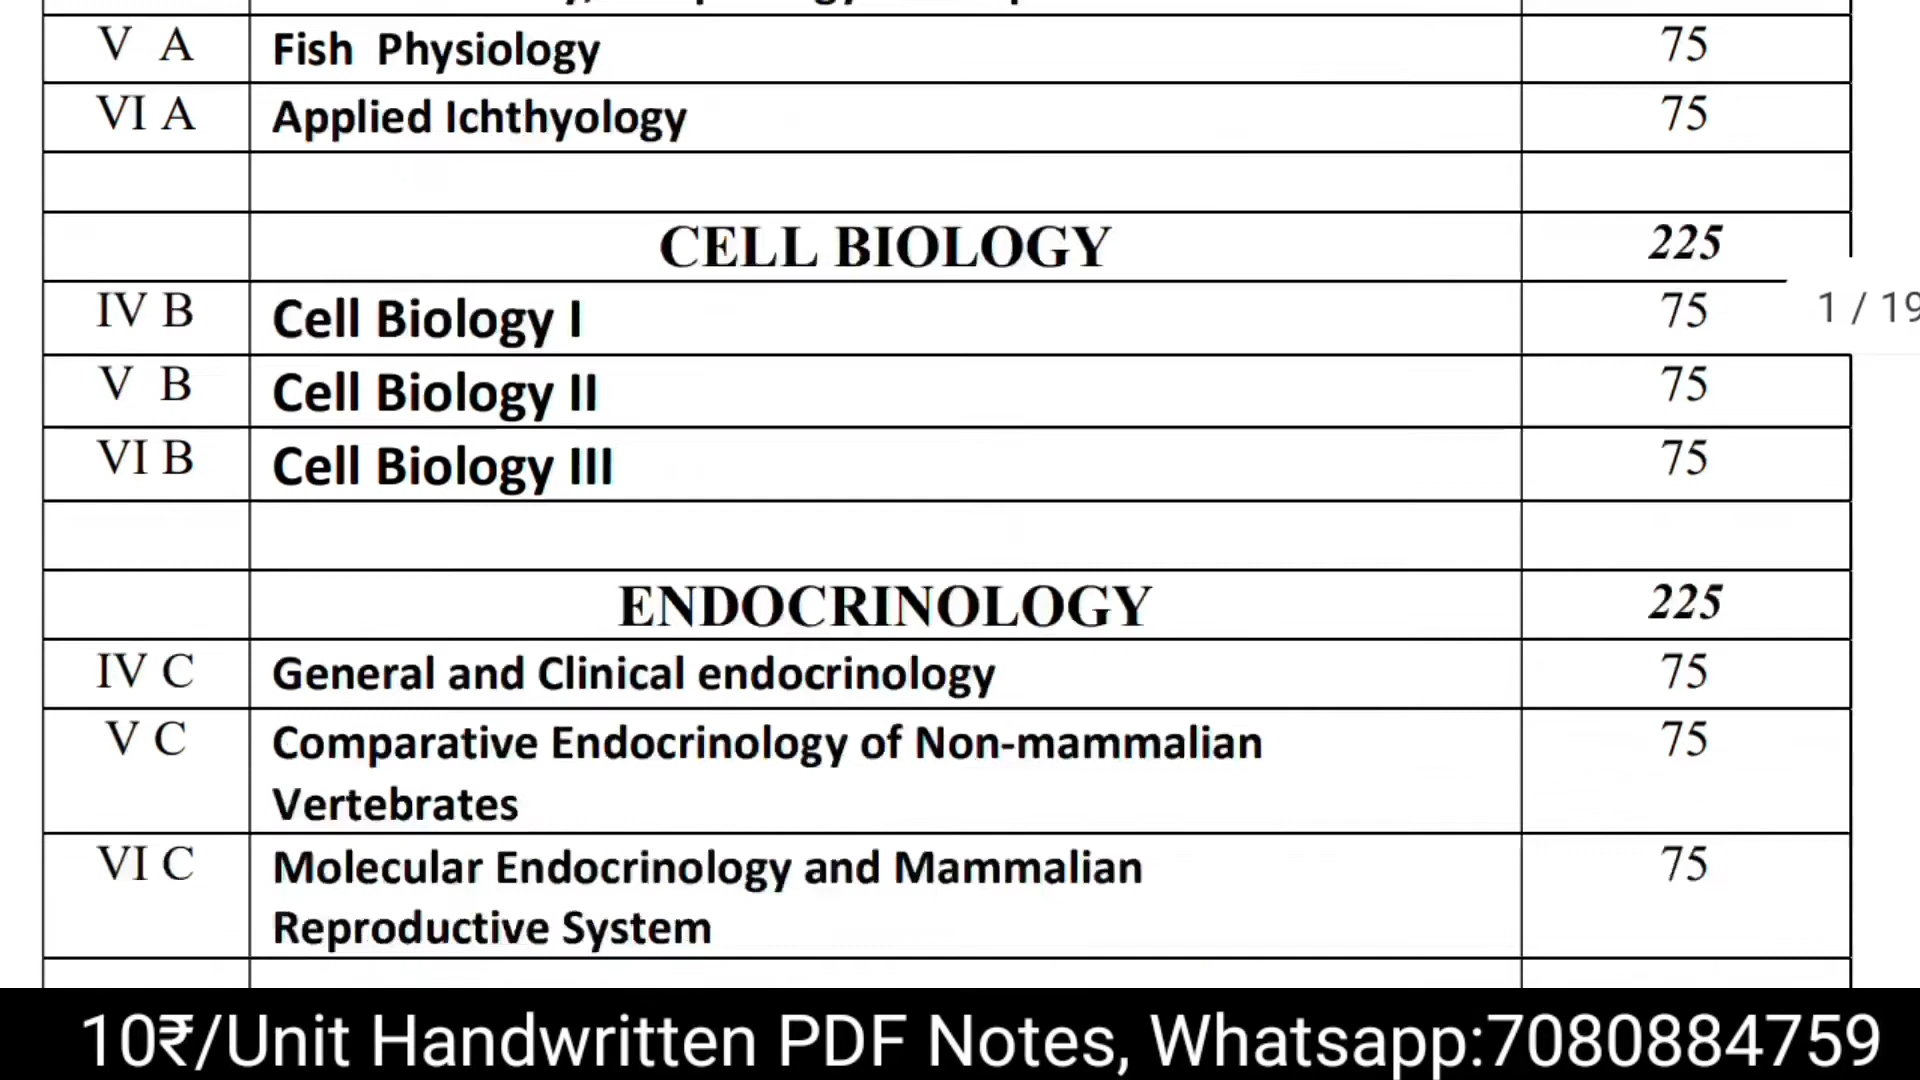 V A Fish Physiology 75
VI A Applied Ichthyology 75
CELL BIOLOGY 225
IV B Cell Biology I 75
1 / 19
V B Cell Biology II 75
VI B Cell Biology III 75
ENDOCRINOLOGY 225
IV C General and Clinical endocrinology 75
V C Comparative Endocrinology of Non-mammalian 75
Vertebrates
VI C Molecular Endocrinology and Mammalian 75
Reproductive System
10₹/Unit Handwritten PDF Notes, Whatsapp:7080884759